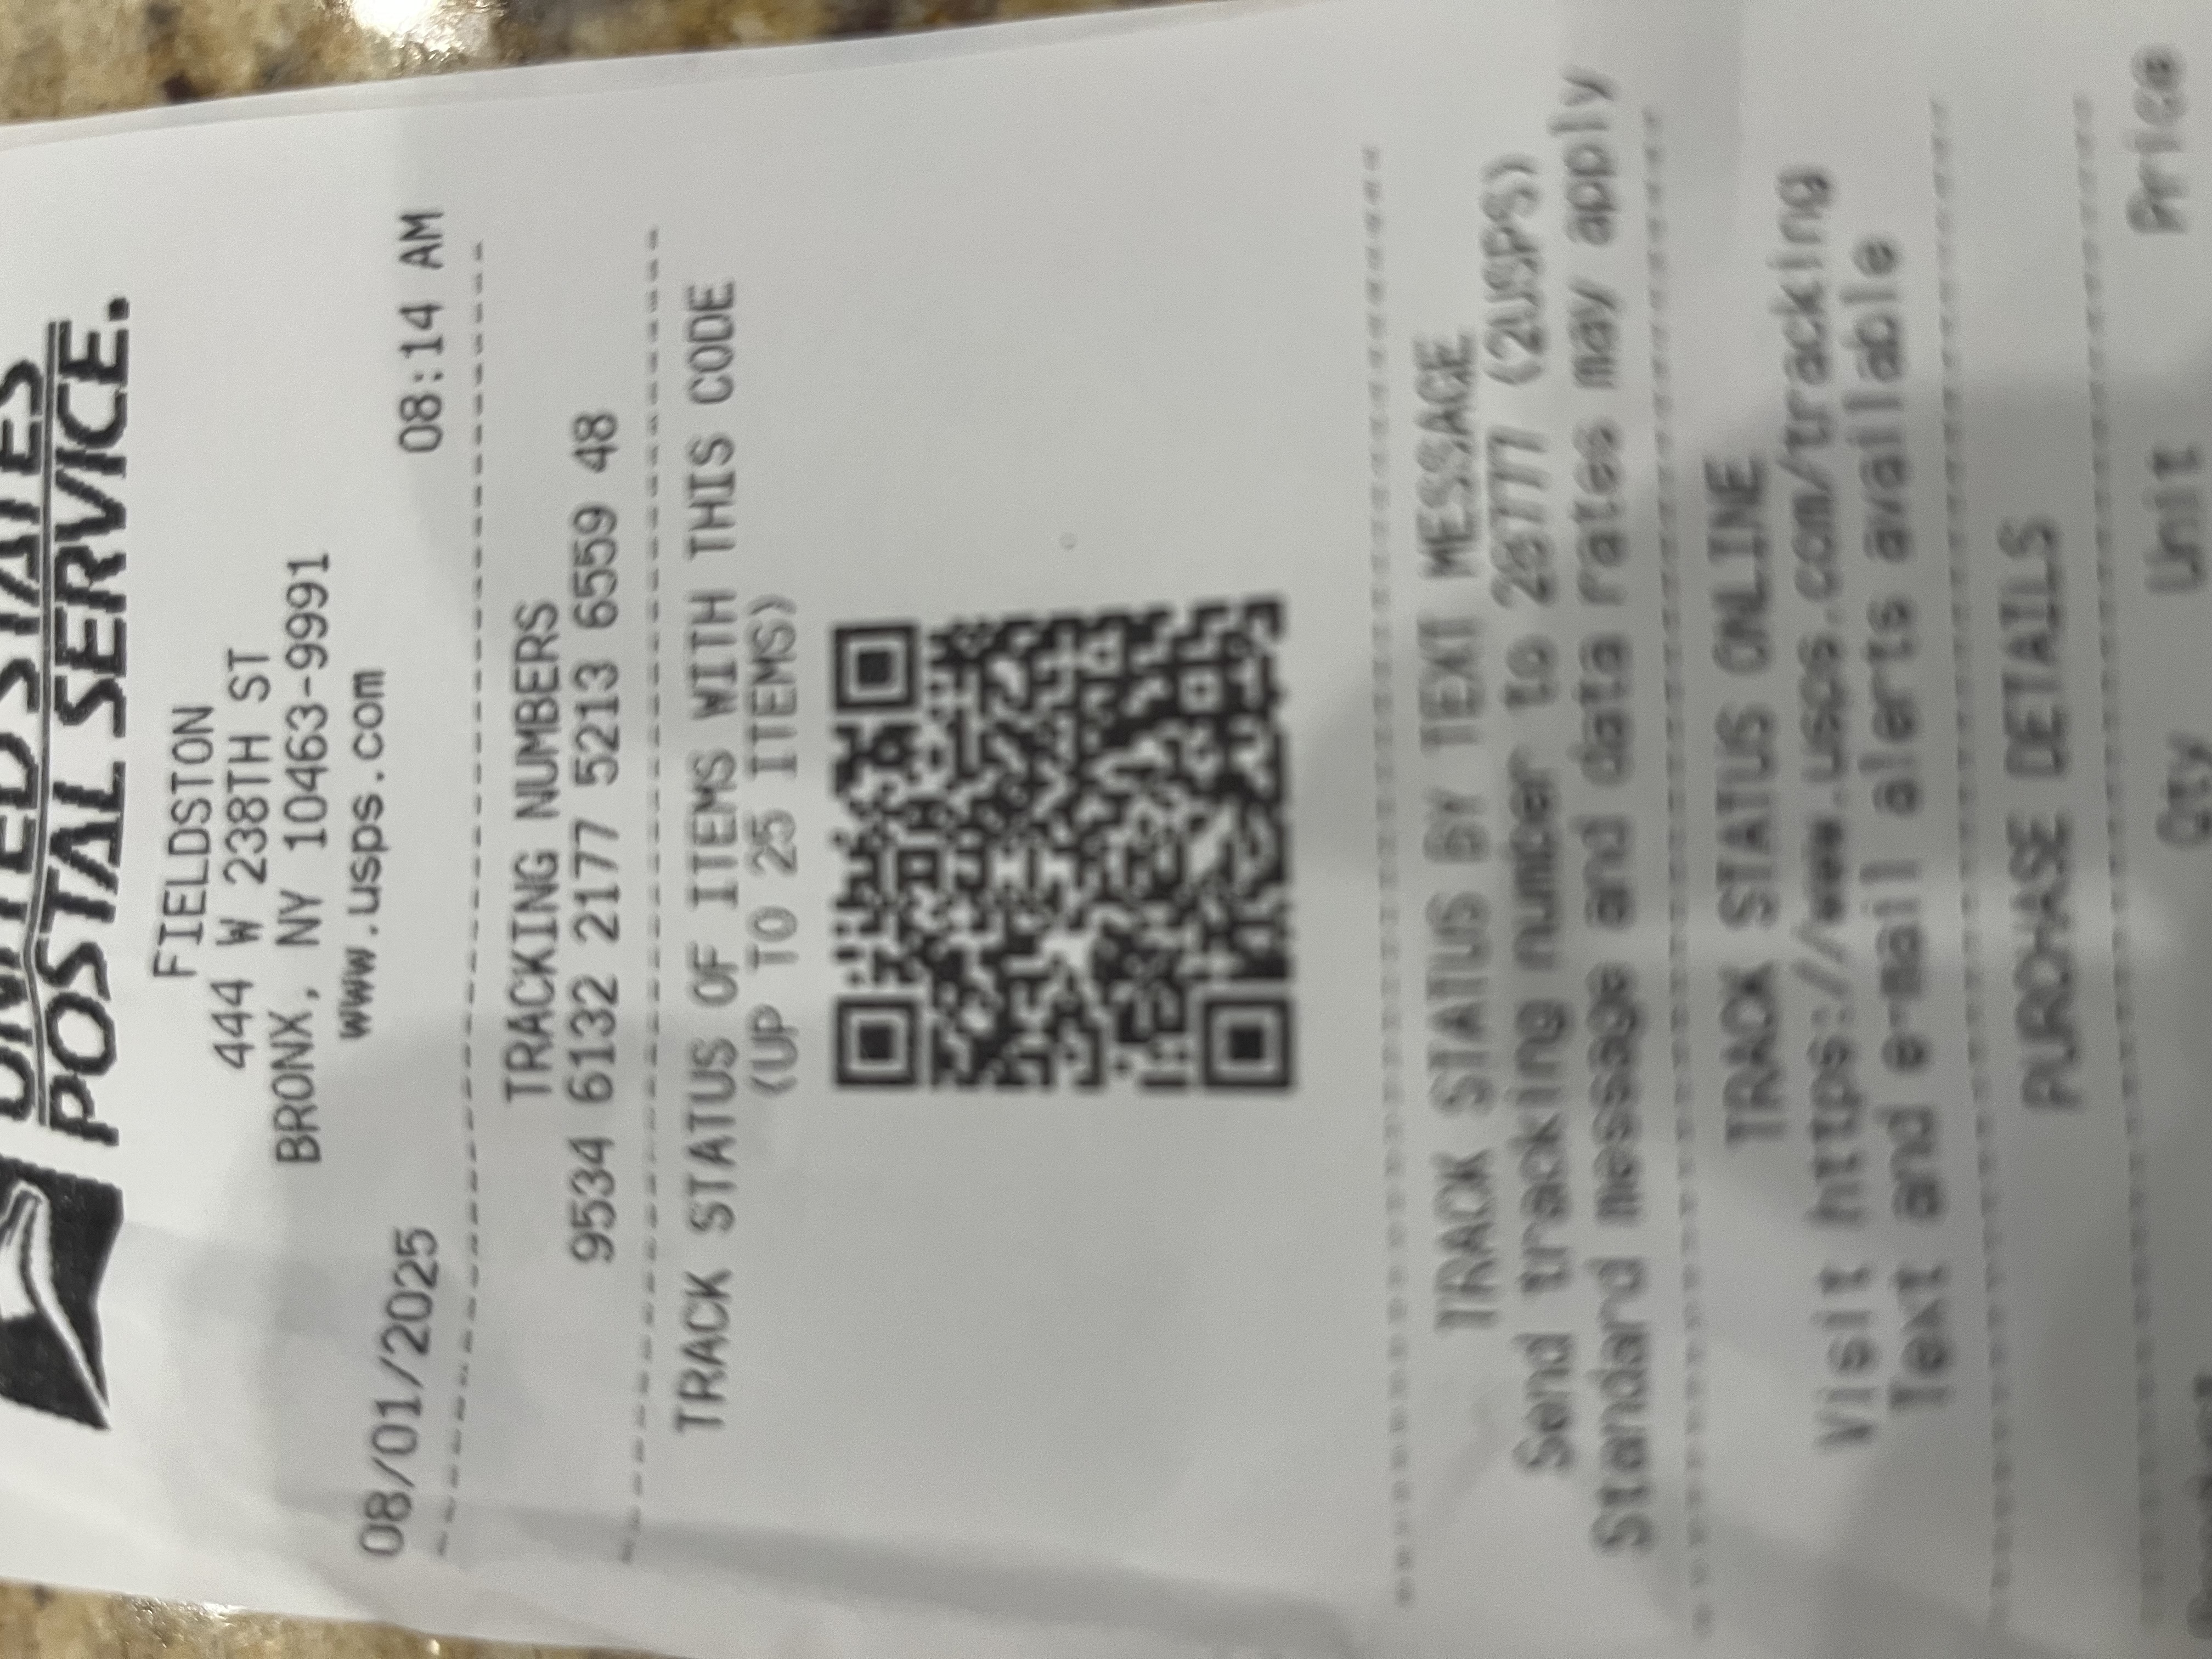 UNITED STATES
POSTAL SERVICE.
FIELDSTON
444 W 238TH ST
BRONX, NY 10463-9991
www.usps.com
08/01/2025 08:14 AM
TRACKING NUMBERS
9534 6132 2177 5213 6559 48
TRACK STATUS OF ITEMS WITH THIS CODE
(UP TO 25 ITEMS)
TRACK STATUS BY TEXT MESSAGE
Send tracking number to 28777 (2USPS)
Standard message and data rates may apply
TRACK STATUS ONLINE
Visit https://www.usps.com/tracking
Text and e-mail alerts available
PURCHASE DETAILS
Qty Unit Price